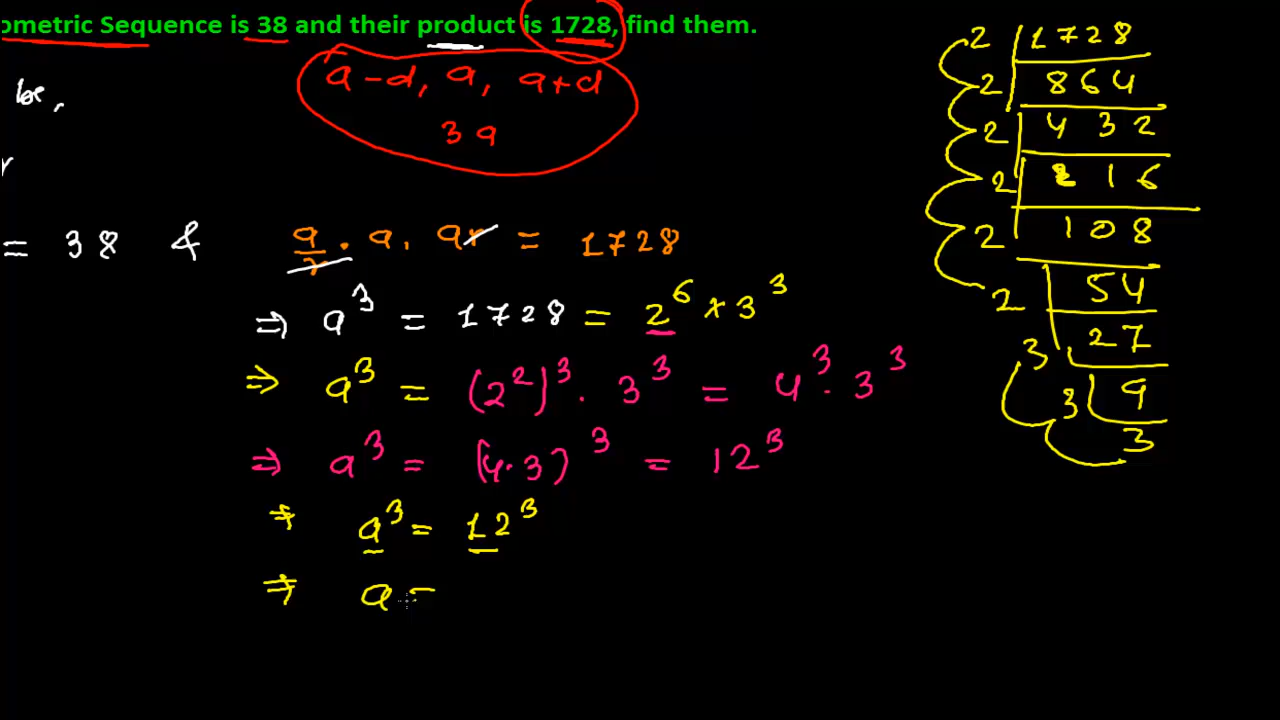 ometric Sequence is 38 and their product is 1728, find them.
a-d, a, a+d
3a
be,
r
= 38 & a/r . a . ar = 1728
⇒ a³ = 1728 = 2⁶ × 3³
⇒ a³ = (2²)³ . 3³ = 4³ . 3³
⇒ a³ = (4.3)³ = 12³
⇒ a³ = 12³
⇒ a =
2 | 1728
2 | 864
2 | 432
2 | 216
2 | 108
2 | 54
3 | 27
3 | 9
3